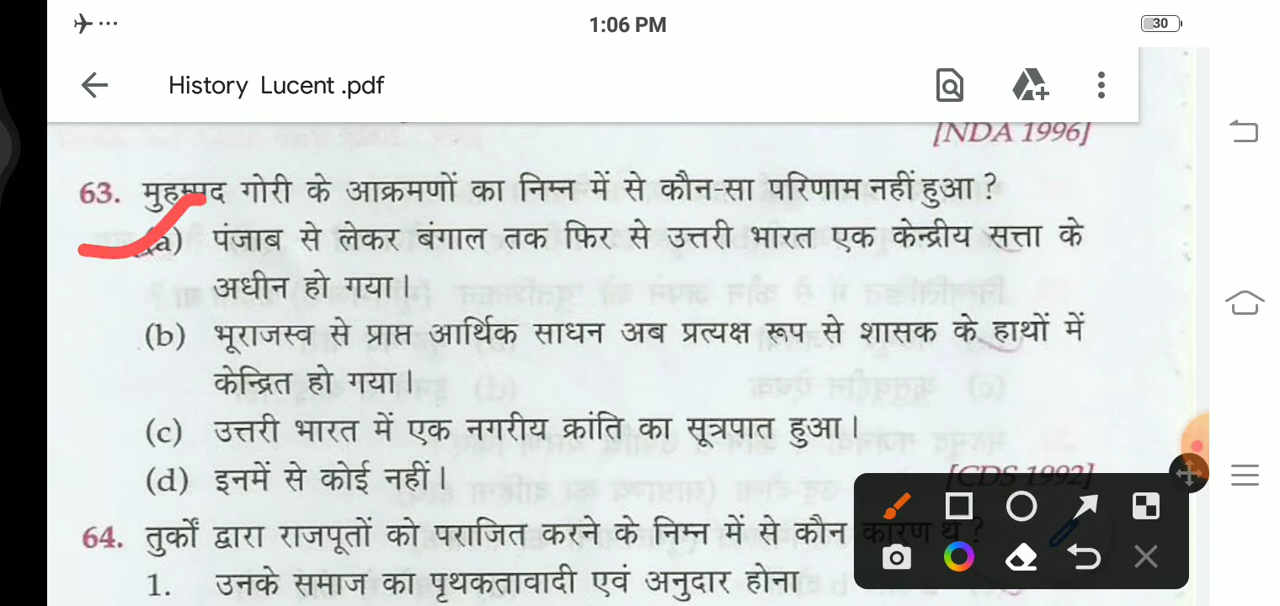 1:06 PM
30
History Lucent .pdf
[NDA 1996]
63. मुहम्मद गोरी के आक्रमणों का निम्न में से कौन-सा परिणाम नहीं हुआ ?
(a) पंजाब से लेकर बंगाल तक फिर से उत्तरी भारत एक केन्द्रीय सत्ता के
अधीन हो गया।
(b) भूराजस्व से प्राप्त आर्थिक साधन अब प्रत्यक्ष रूप से शासक के हाथों में
केन्द्रित हो गया।
(c) उत्तरी भारत में एक नगरीय क्रांति का सूत्रपात हुआ।
(d) इनमें से कोई नहीं।
[CDS 1992]
64. तुर्कों द्वारा राजपूतों को पराजित करने के निम्न में से कौन कारण थे ?
1. उनके समाज का पृथकतावादी एवं अनुदार होना